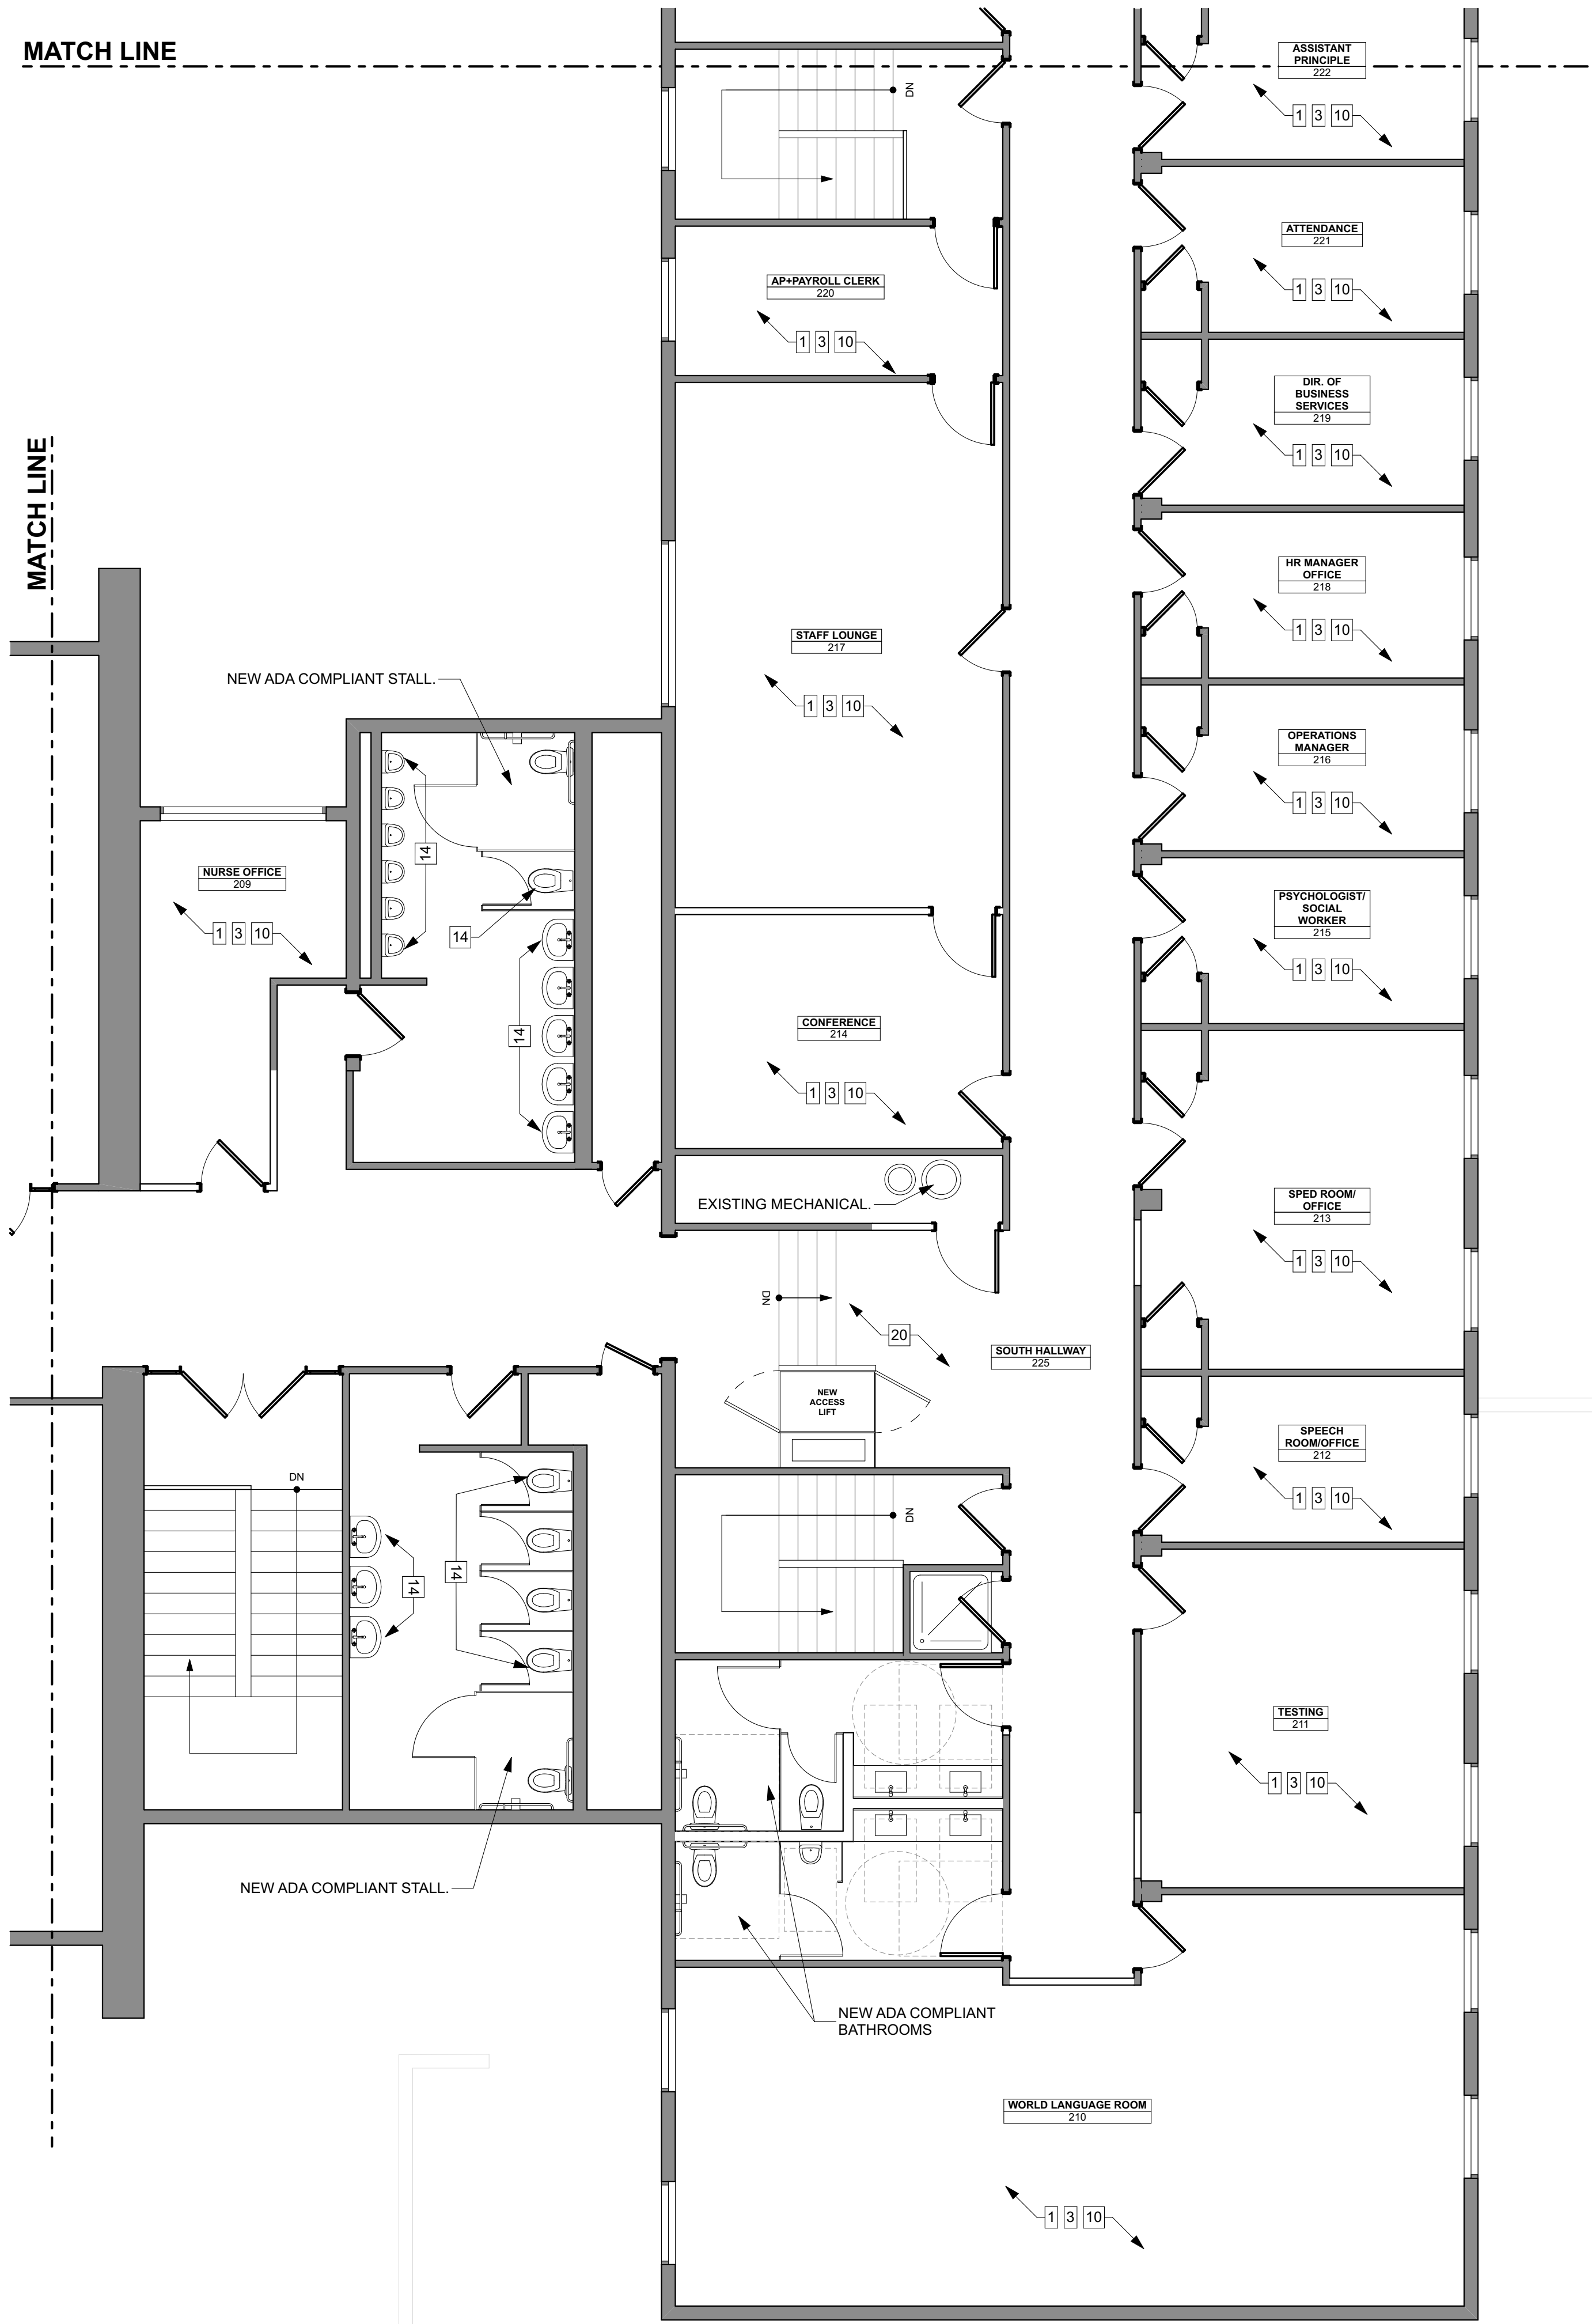 MATCH LINE
ASSISTANT
PRINCIPLE
222
1 3 10
DN
ATTENDANCE
221
1 3 10
AP+PAYROLL CLERK
220
1 3 10
DIR. OF
BUSINESS
SERVICES
219
1 3 10
MATCH LINE
HR MANAGER
OFFICE
218
1 3 10
STAFF LOUNGE
217
1 3 10
NEW ADA COMPLIANT STALL.
OPERATIONS
MANAGER
216
1 3 10
14
NURSE OFFICE
209
1 3 10
14
PSYCHOLOGIST/
SOCIAL
WORKER
215
1 3 10
14
CONFERENCE
214
1 3 10
EXISTING MECHANICAL.
SPED ROOM/
OFFICE
213
1 3 10
DN
20
SOUTH HALLWAY
225
NEW
ACCESS
LIFT
SPEECH
ROOM/OFFICE
212
1 3 10
DN
DN
14
14
TESTING
211
1 3 10
NEW ADA COMPLIANT STALL.
NEW ADA COMPLIANT
BATHROOMS
WORLD LANGUAGE ROOM
210
1 3 10